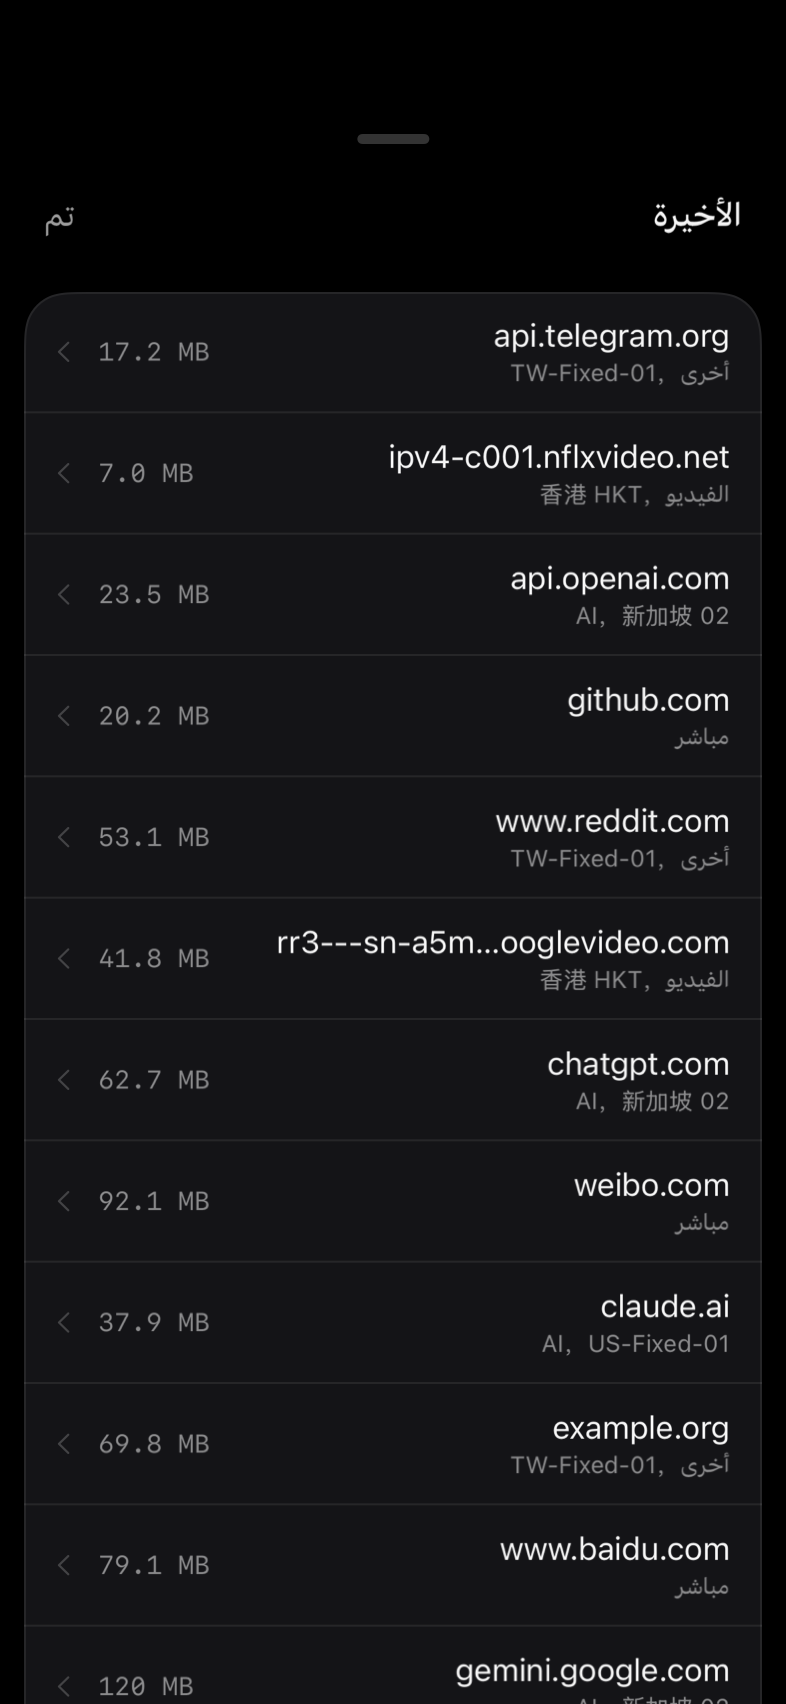 الأخيرة
تم
api.telegram.org
أخرى, TW-Fixed-01
17.2 MB
ipv4-c001.nflxvideo.net
الفيديو, 香港 HKT
7.0 MB
api.openai.com
AI, 新加坡 02
23.5 MB
github.com
مباشر
20.2 MB
www.reddit.com
أخرى, TW-Fixed-01
53.1 MB
rr3---sn-a5m...ooglevideo.com
الفيديو, 香港 HKT
41.8 MB
chatgpt.com
AI, 新加坡 02
62.7 MB
weibo.com
مباشر
92.1 MB
claude.ai
AI, US-Fixed-01
37.9 MB
example.org
أخرى, TW-Fixed-01
69.8 MB
www.baidu.com
مباشر
79.1 MB
gemini.google.com
120 MB